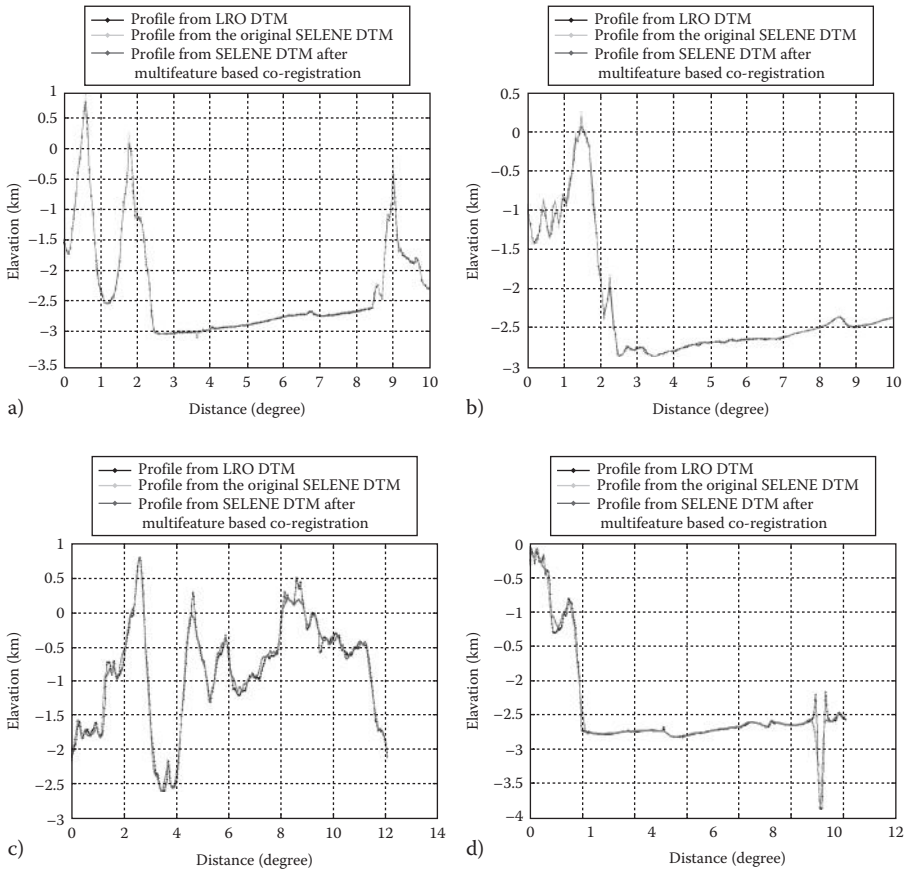 Profile from LRO DTM
Profile from the original SELENE DTM
Profile from SELENE DTM after
multifeature based co-registration
1
0.5
0
−0.5
−1
−1.5
−2
−2.5
−3
−3.5
Elavation (km)
0 1 2 3 4 5 6 7 8 9 10
Distance (degree)
a)
Profile from LRO DTM
Profile from the original SELENE DTM
Profile from SELENE DTM after
multifeature based co-registration
0.5
0
−0.5
−1
−1.5
−2
−2.5
−3
Elavation (km)
0 1 2 3 4 5 6 7 8 9 10
Distance (degree)
b)
Profile from LRO DTM
Profile from the original SELENE DTM
Profile from SELENE DTM after
multifeature based co-registration
1
0.5
0
−0.5
−1
−1.5
−2
−2.5
−3
Elavation (km)
0 2 4 6 8 10 12 14
Distance (degree)
c)
Profile from LRO DTM
Profile from the original SELENE DTM
Profile from SELENE DTM after
multifeature based co-registration
0
−0.5
−1
−1.5
−2
−2.5
−3
−3.5
−4
Elavation (km)
0 1 4 6 8 10 12
Distance (degree)
d)